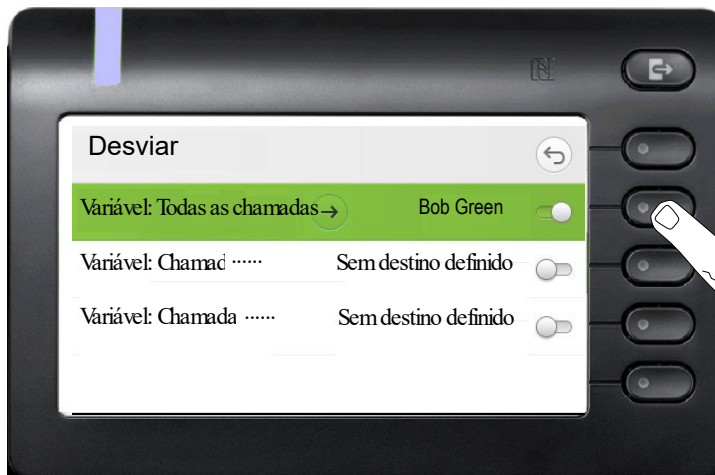 Desviar
Variável: Todas as chamadas → Bob Green
Variável: Chamad ...... Sem destino definido
Variável: Chamada ...... Sem destino definido